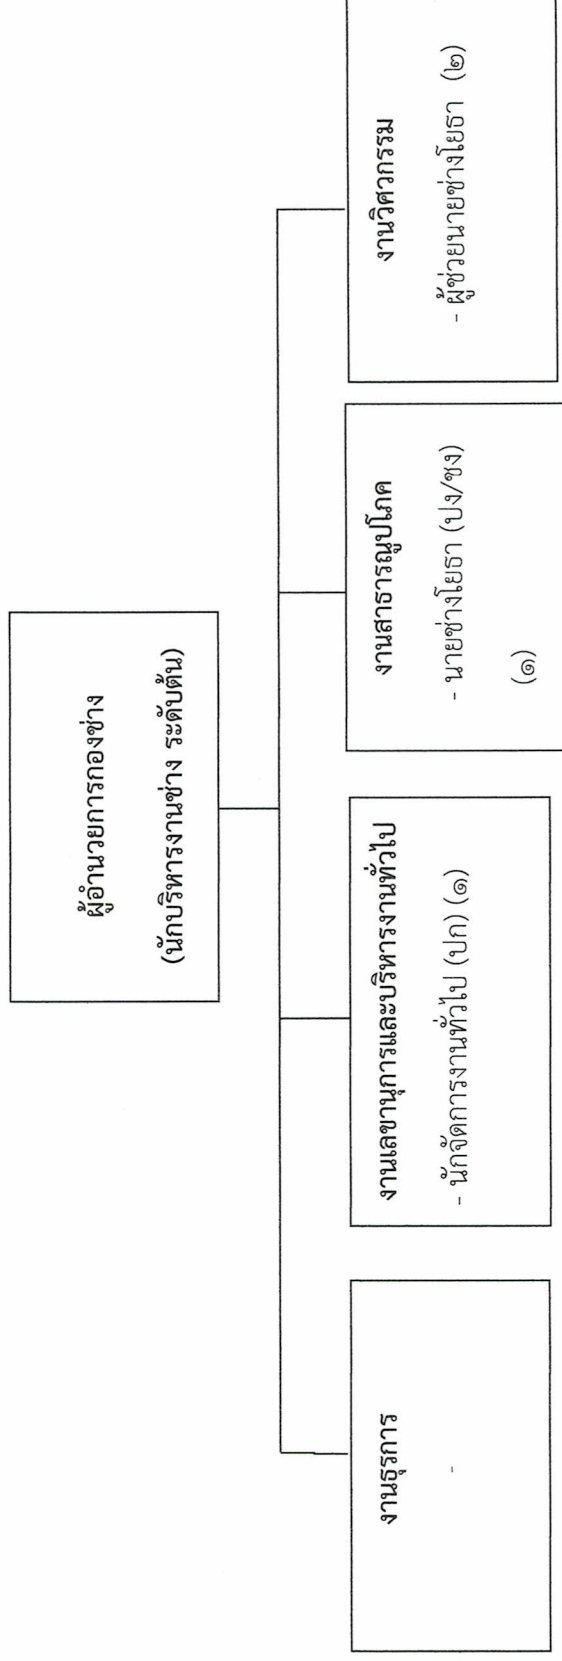 ผู้อำนวยการกองช่าง
(นักบริหารงานช่าง ระดับต้น)
งานธุรการ
-
งานเลขานุการและบริหารงานทั่วไป
- นักจัดการงานทั่วไป (ปก) (๑)
งานสาธารณูปโภค
- นายช่างโยธา (ปง/ชง)
(๑)
งานวิศวกรรม
- ผู้ช่วยนายช่างโยธา (๒)